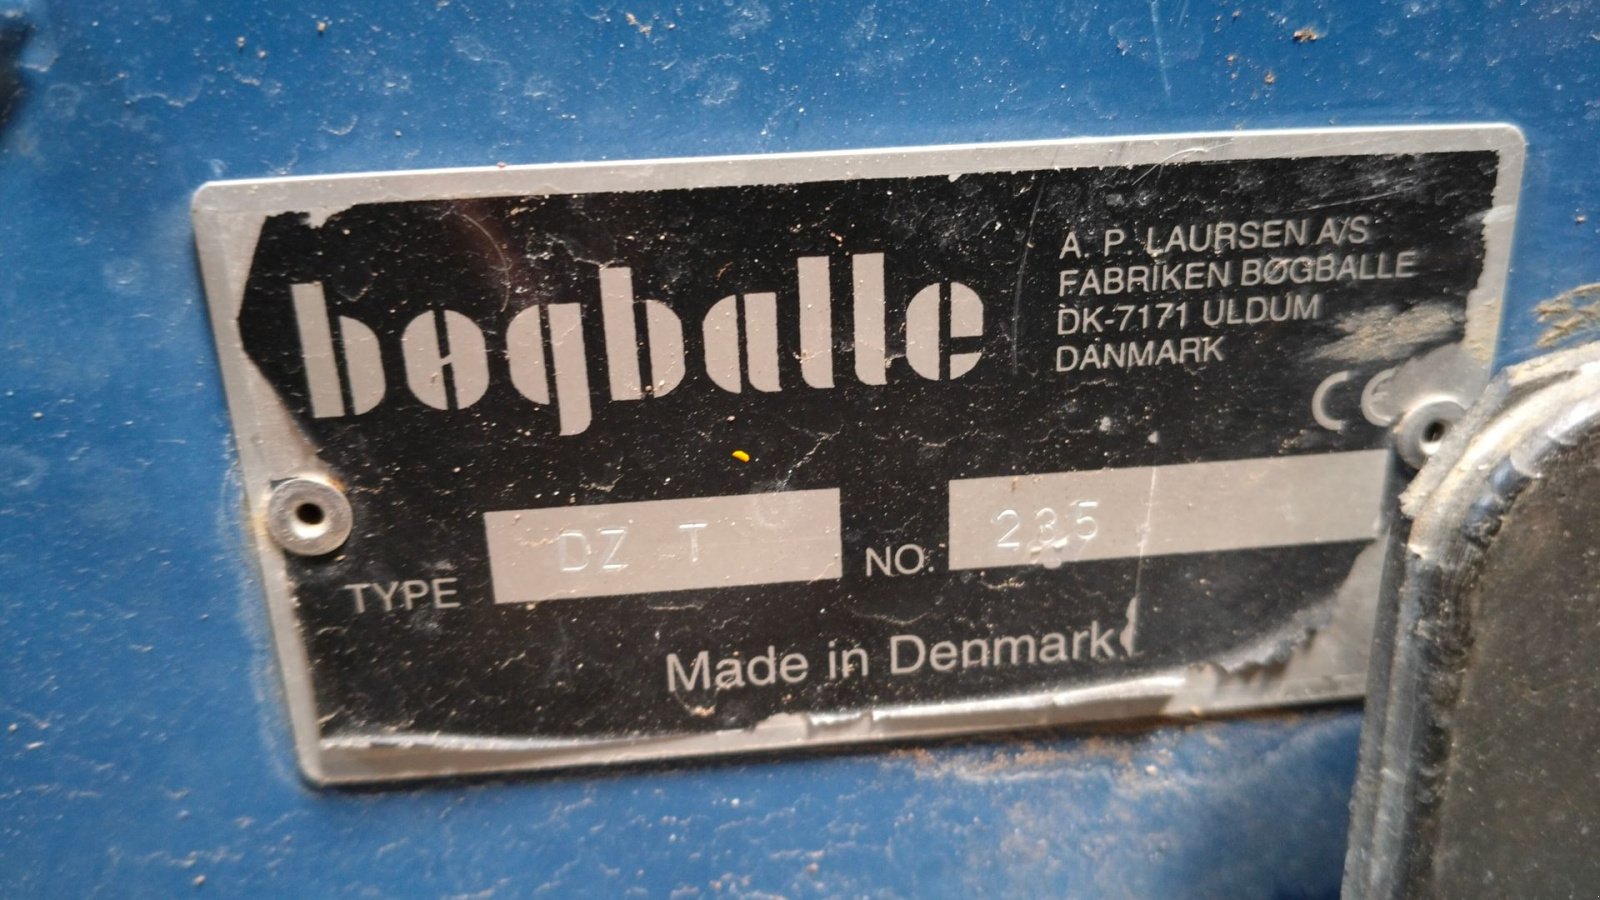 bøgballe
A. P. LAURSEN A/S
FABRIKEN BØGBALLE
DK-7171 ULDUM
DANMARK
CE
TYPE DZ T NO. 235
Made in Denmark